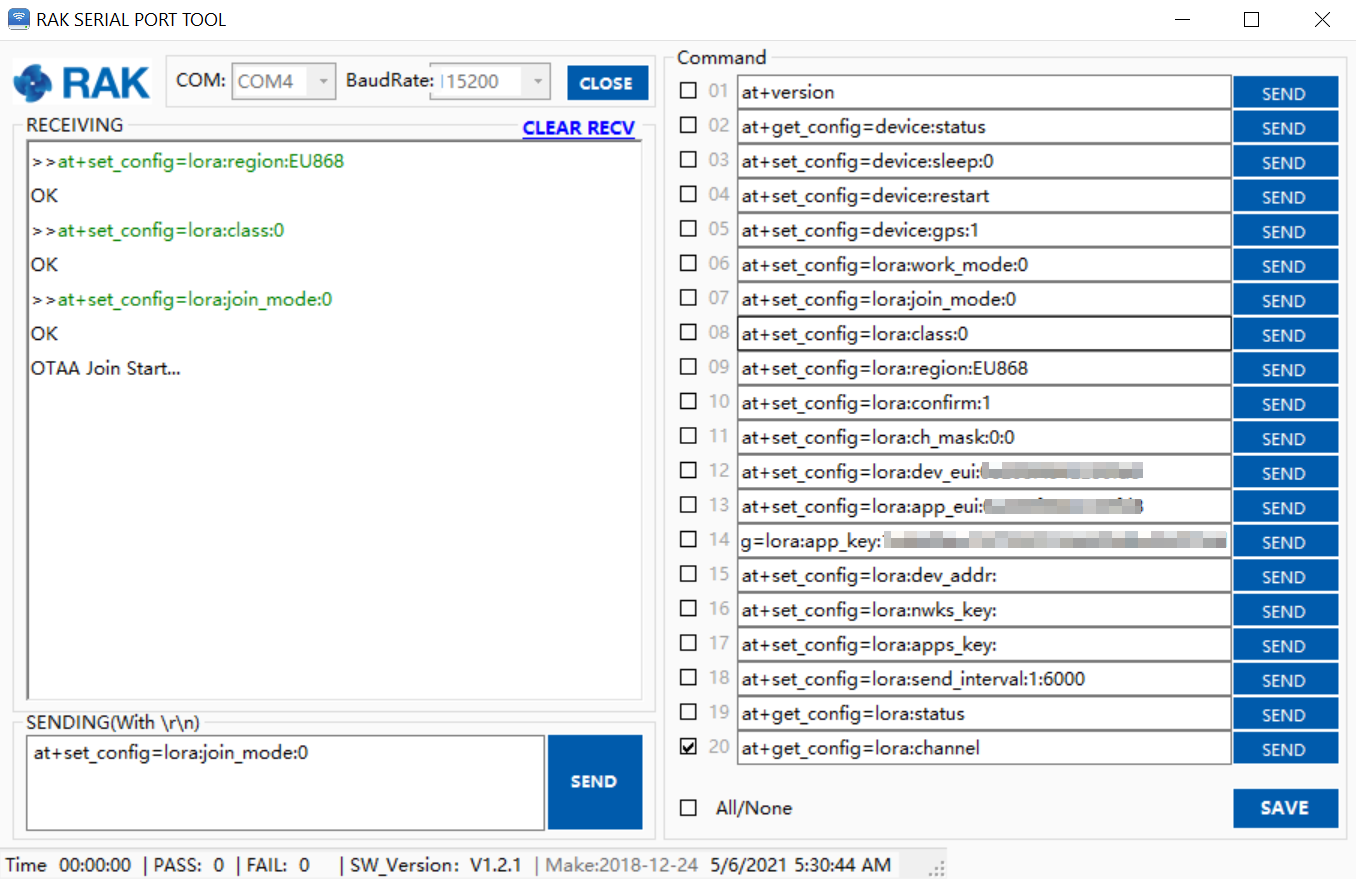 RAK SERIAL PORT TOOL
RAK
COM: COM4 BaudRate: 115200 CLOSE
RECEIVING
CLEAR RECV
>>at+set_config=lora:region:EU868
OK
>>at+set_config=lora:class:0
OK
>>at+set_config=lora:join_mode:0
OK
OTAA Join Start...
SENDING(With \r\n)
at+set_config=lora:join_mode:0
SEND
Command
01 at+version SEND
02 at+get_config=device:status SEND
03 at+set_config=device:sleep:0 SEND
04 at+set_config=device:restart SEND
05 at+set_config=device:gps:1 SEND
06 at+set_config=lora:work_mode:0 SEND
07 at+set_config=lora:join_mode:0 SEND
08 at+set_config=lora:class:0 SEND
09 at+set_config=lora:region:EU868 SEND
10 at+set_config=lora:confirm:1 SEND
11 at+set_config=lora:ch_mask:0:0 SEND
12 at+set_config=lora:dev_eui: SEND
13 at+set_config=lora:app_eui: SEND
14 g=lora:app_key: SEND
15 at+set_config=lora:dev_addr: SEND
16 at+set_config=lora:nwks_key: SEND
17 at+set_config=lora:apps_key: SEND
18 at+set_config=lora:send_interval:1:6000 SEND
19 at+get_config=lora:status SEND
20 at+get_config=lora:channel SEND
All/None
SAVE
Time 00:00:00 | PASS: 0 | FAIL: 0 | SW_Version: V1.2.1 | Make:2018-12-24 5/6/2021 5:30:44 AM